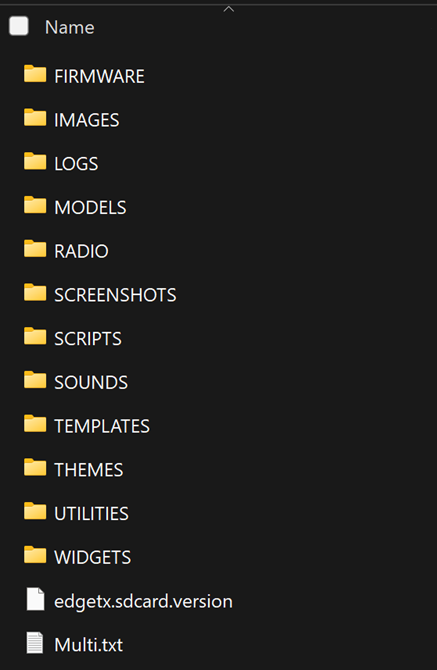 Name
FIRMWARE
IMAGES
LOGS
MODELS
RADIO
SCREENSHOTS
SCRIPTS
SOUNDS
TEMPLATES
THEMES
UTILITIES
WIDGETS
edgetx.sdcard.version
Multi.txt